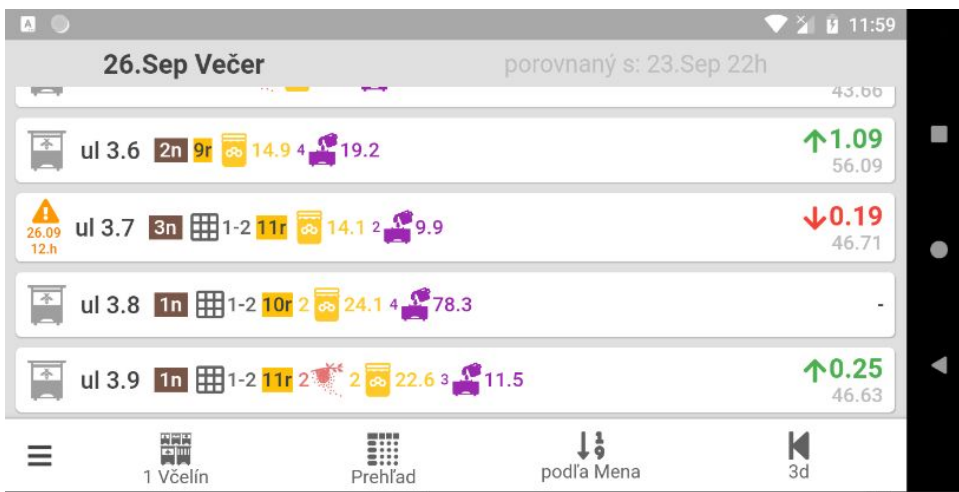 A 11:59
26.Sep Večer porovnaný s: 23.Sep 22h
43.66
ul 3.6 2n 9r 14.9 4 19.2 1.09
56.09
26.09
12.h
ul 3.7 3n 1-2 11r 14.1 2 9.9 0.19
46.71
ul 3.8 1n 1-2 10r 2 24.1 4 78.3 -
ul 3.9 1n 1-2 11r 2 2 22.6 3 11.5 0.25
46.63
1 Včelín Prehľad podľa Mena 3d